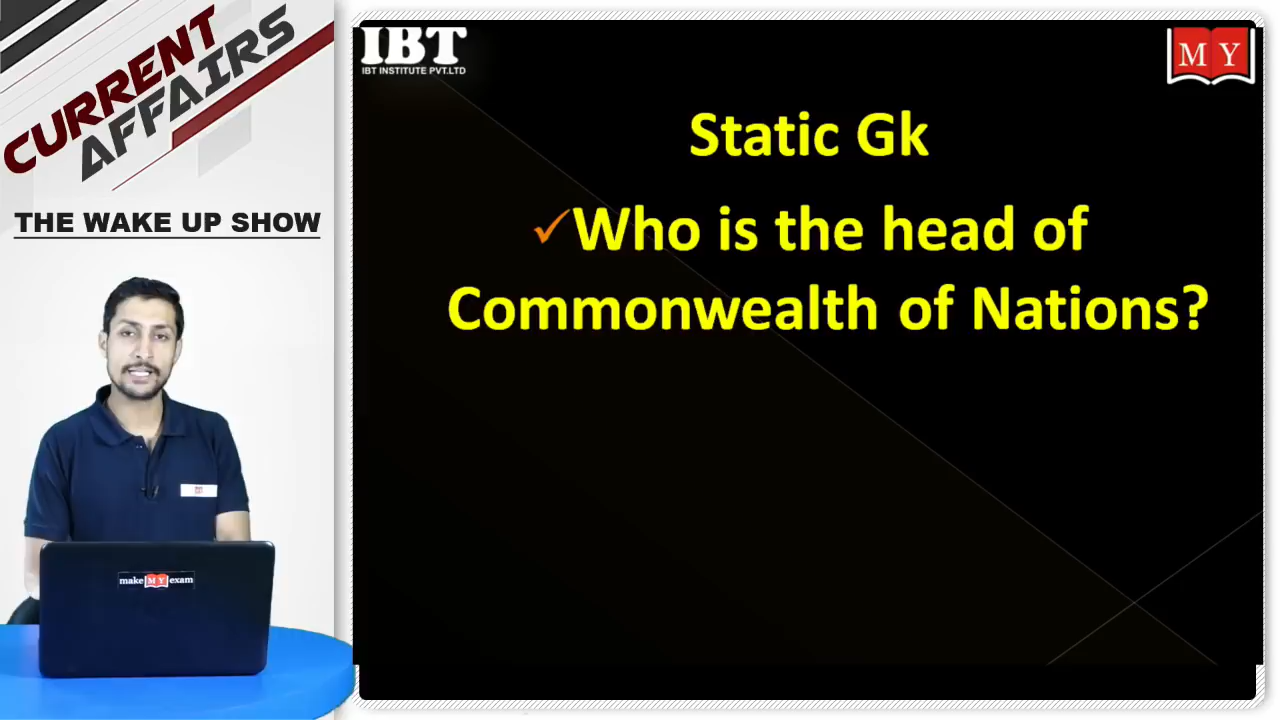 CURRENT
AFFAIRS
THE WAKE UP SHOW
IBT
IBT INSTITUTE PVT.LTD
M Y
Static Gk
✓Who is the head of
Commonwealth of Nations?
make MY exam